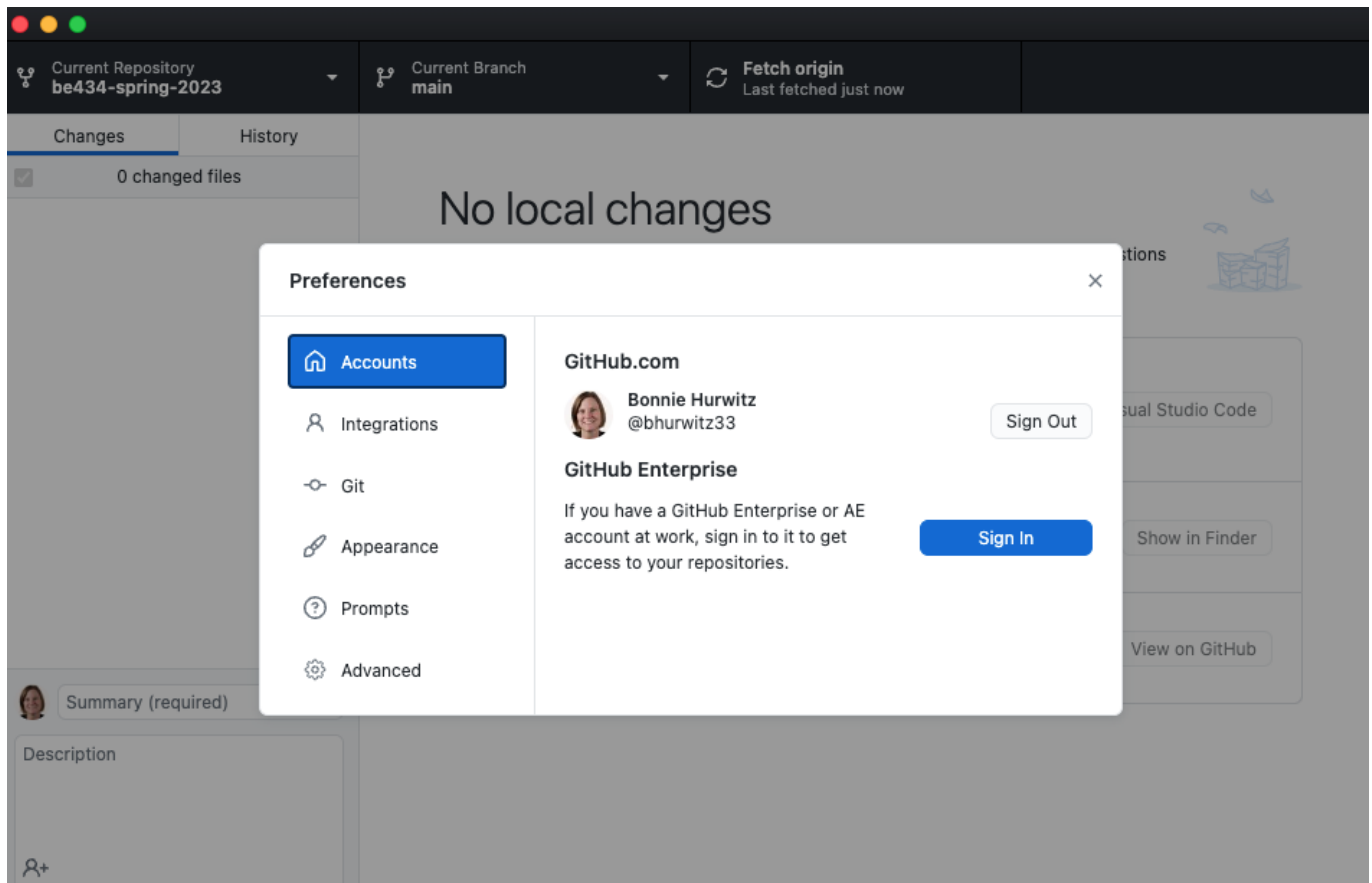 Current Repository
be434-spring-2023
Current Branch
main
Fetch origin
Last fetched just now
Changes
History
0 changed files
No local changes
stions
Preferences
Accounts
Integrations
Git
Appearance
Prompts
Advanced
GitHub.com
Bonnie Hurwitz
@bhurwitz33
Sign Out
GitHub Enterprise
If you have a GitHub Enterprise or AE
account at work, sign in to it to get
access to your repositories.
Sign In
sual Studio Code
Show in Finder
View on GitHub
Summary (required)
Description